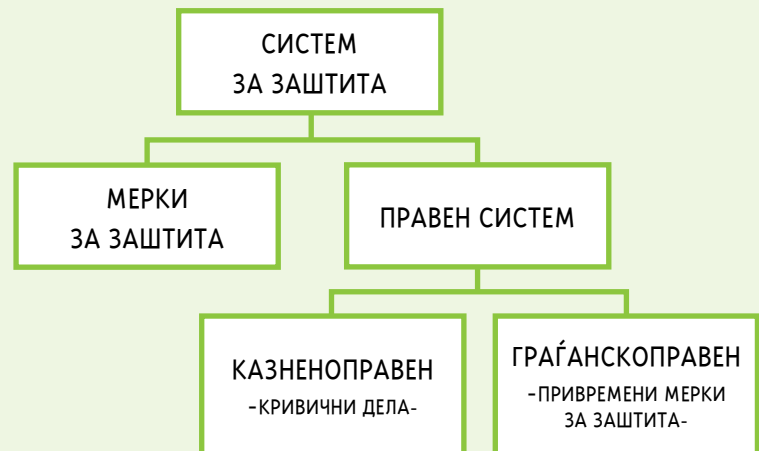 СИСТЕМ
ЗА ЗАШТИТА
МЕРКИ
ЗА ЗАШТИТА
ПРАВЕН СИСТЕМ
КАЗНЕНОПРАВЕН
-КРИВИЧНИ ДЕЛА-
ГРАЃАНСКОПРАВЕН
-ПРИВРЕМЕНИ МЕРКИ
ЗА ЗАШТИТА-